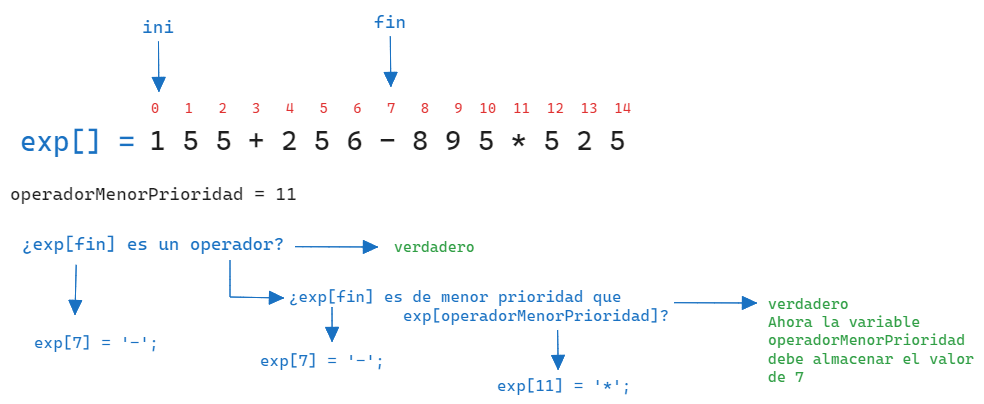 ini
fin
0 1 2 3 4 5 6 7 8 9 10 11 12 13 14
exp[] = 1 5 5 + 2 5 6 - 8 9 5 * 5 2 5
operadorMenorPrioridad = 11
¿exp[fin] es un operador?
verdadero
exp[7] = '-';
¿exp[fin] es de menor prioridad que
exp[operadorMenorPrioridad]?
exp[7] = '-';
exp[11] = '*';
verdadero
Ahora la variable
operadorMenorPrioridad
debe almacenar el valor
de 7